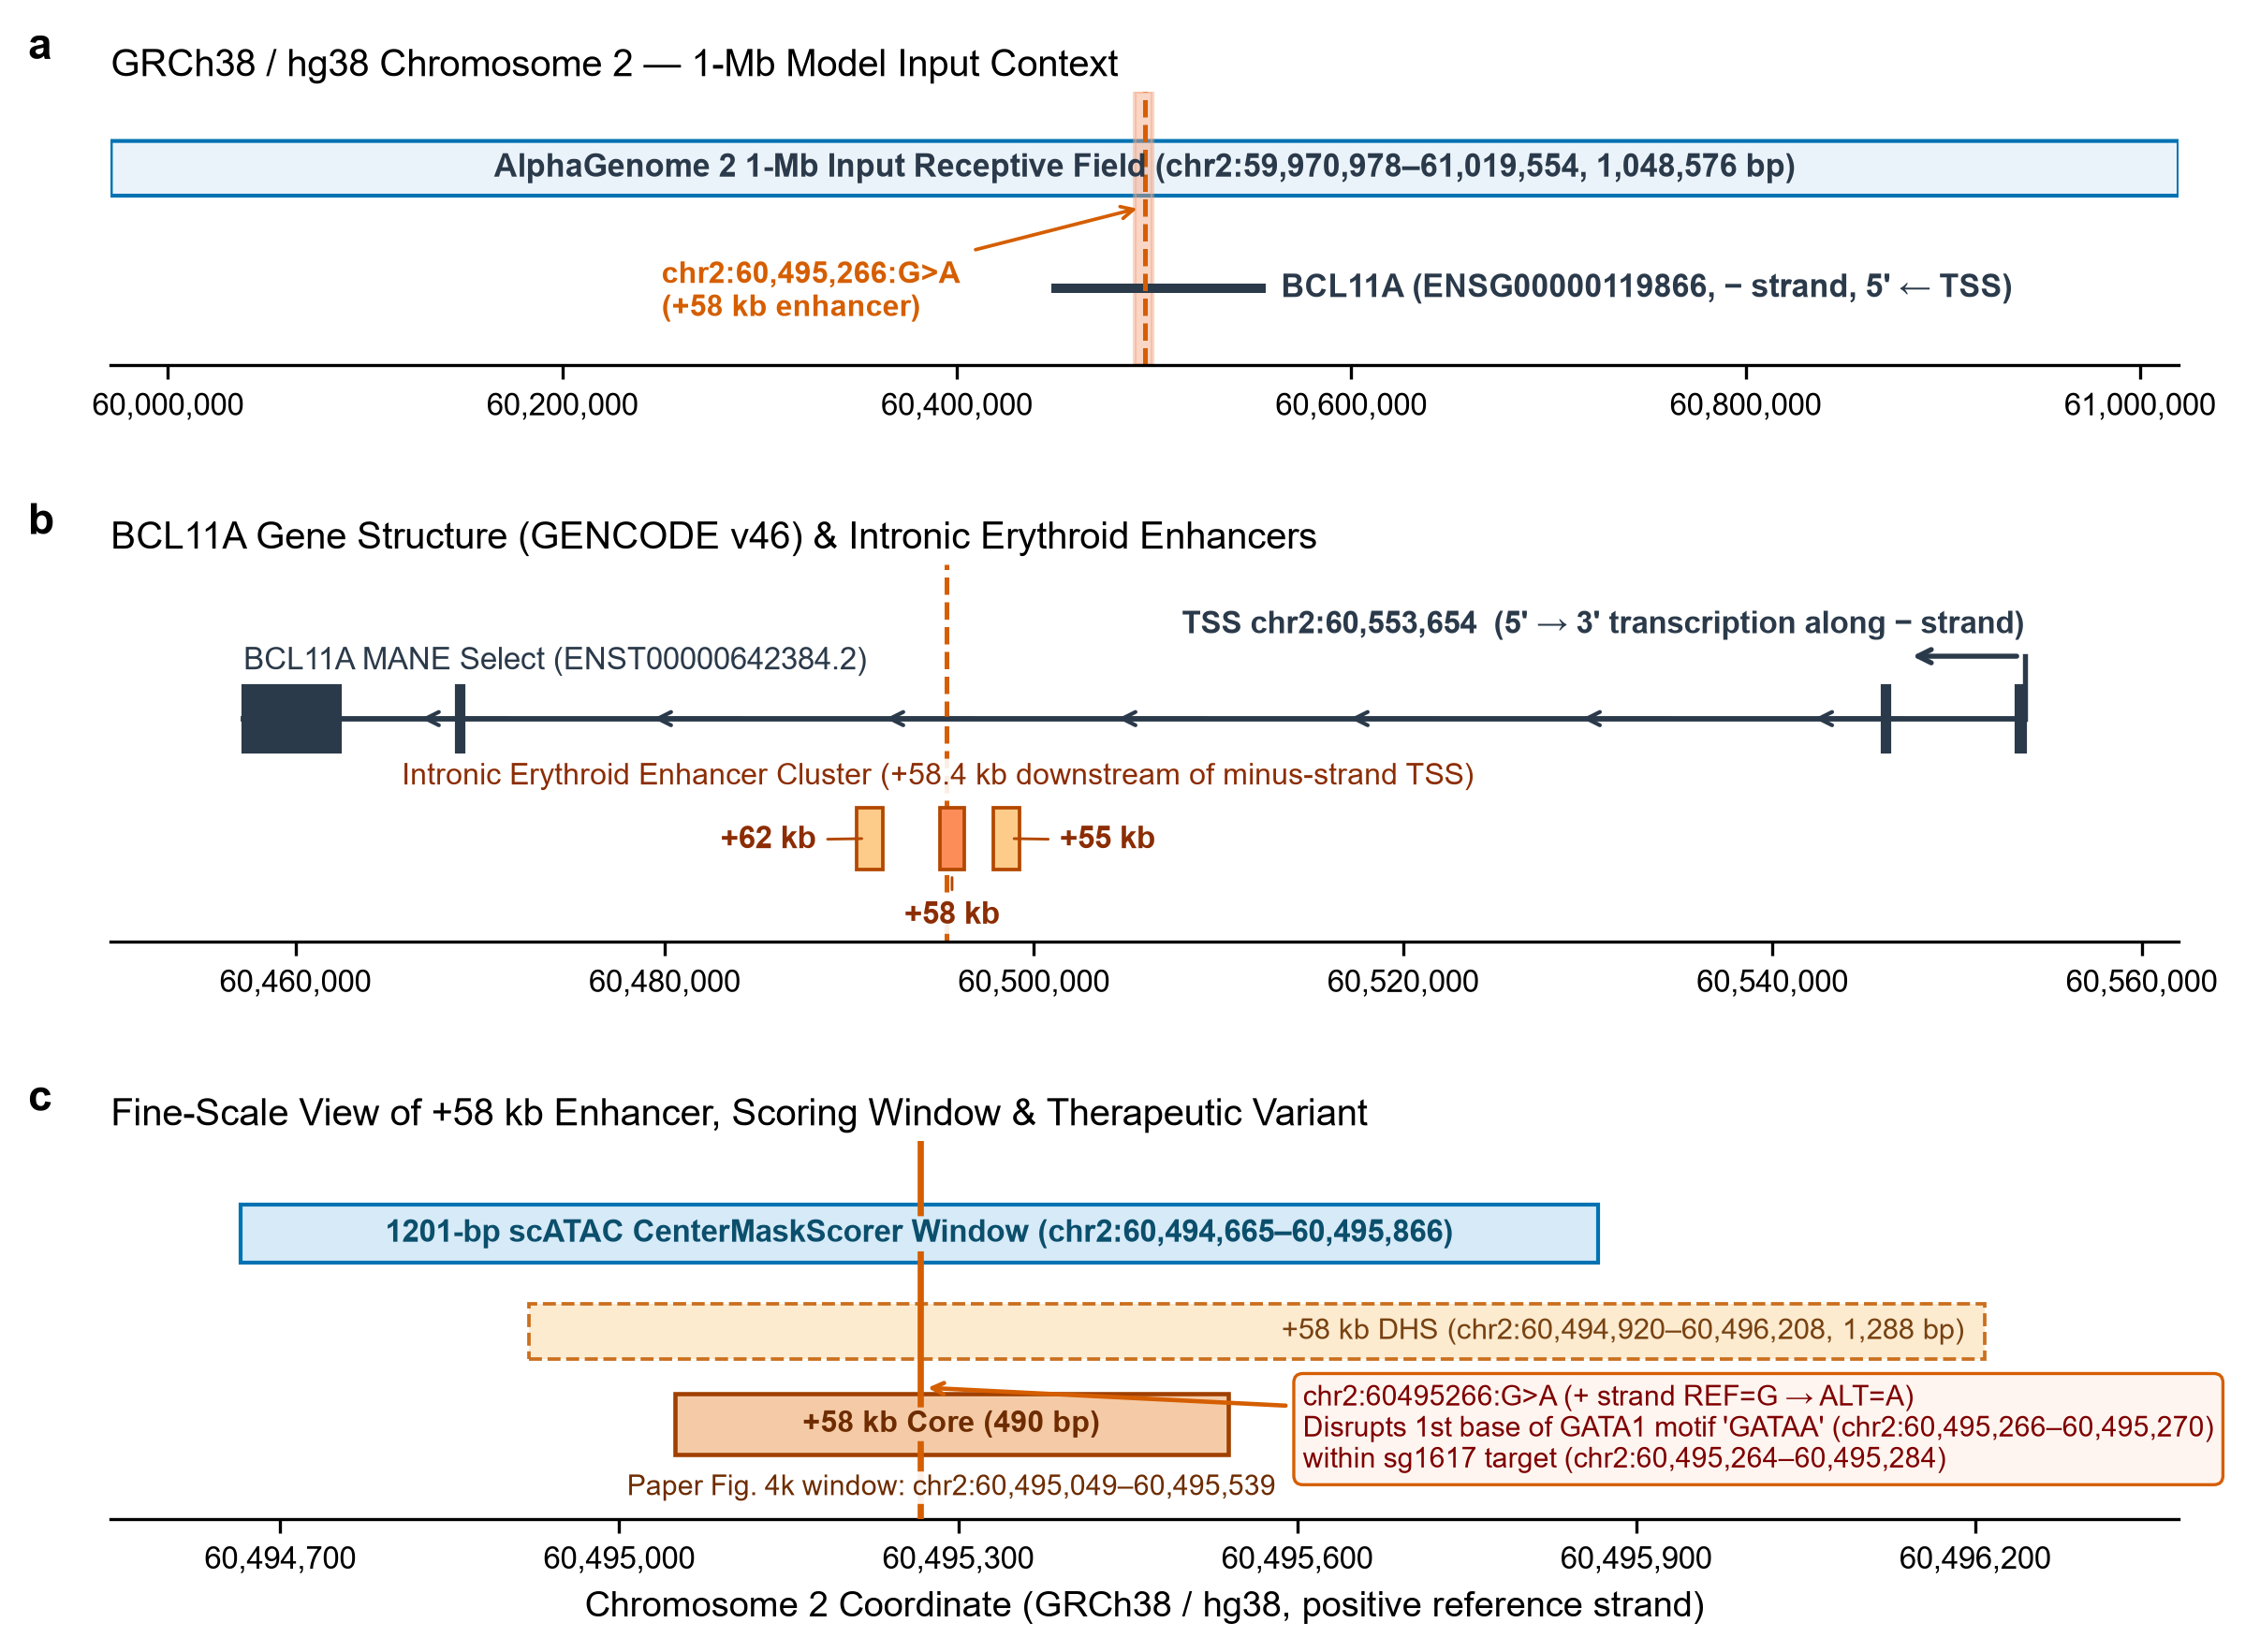 a
GRCh38 / hg38 Chromosome 2 — 1-Mb Model Input Context
AlphaGenome 2 1-Mb Input Receptive Field (chr2:59,970,978–61,019,554, 1,048,576 bp)
chr2:60,495,266:G>A
(+58 kb enhancer)
BCL11A (ENSG00000119866, − strand, 5' ← TSS)
60,000,000 60,200,000 60,400,000 60,600,000 60,800,000 61,000,000
b
BCL11A Gene Structure (GENCODE v46) & Intronic Erythroid Enhancers
TSS chr2:60,553,654 (5' → 3' transcription along − strand)
BCL11A MANE Select (ENST00000642384.2)
Intronic Erythroid Enhancer Cluster (+58.4 kb downstream of minus-strand TSS)
+62 kb
+55 kb
+58 kb
60,460,000 60,480,000 60,500,000 60,520,000 60,540,000 60,560,000
c
Fine-Scale View of +58 kb Enhancer, Scoring Window & Therapeutic Variant
1201-bp scATAC CenterMaskScorer Window (chr2:60,494,665–60,495,866)
+58 kb DHS (chr2:60,494,920–60,496,208, 1,288 bp)
chr2:60495266:G>A (+ strand REF=G → ALT=A)
Disrupts 1st base of GATA1 motif 'GATAA' (chr2:60,495,266–60,495,270)
within sg1617 target (chr2:60,495,264–60,495,284)
+58 kb Core (490 bp)
Paper Fig. 4k window: chr2:60,495,049–60,495,539
60,494,700 60,495,000 60,495,300 60,495,600 60,495,900 60,496,200
Chromosome 2 Coordinate (GRCh38 / hg38, positive reference strand)